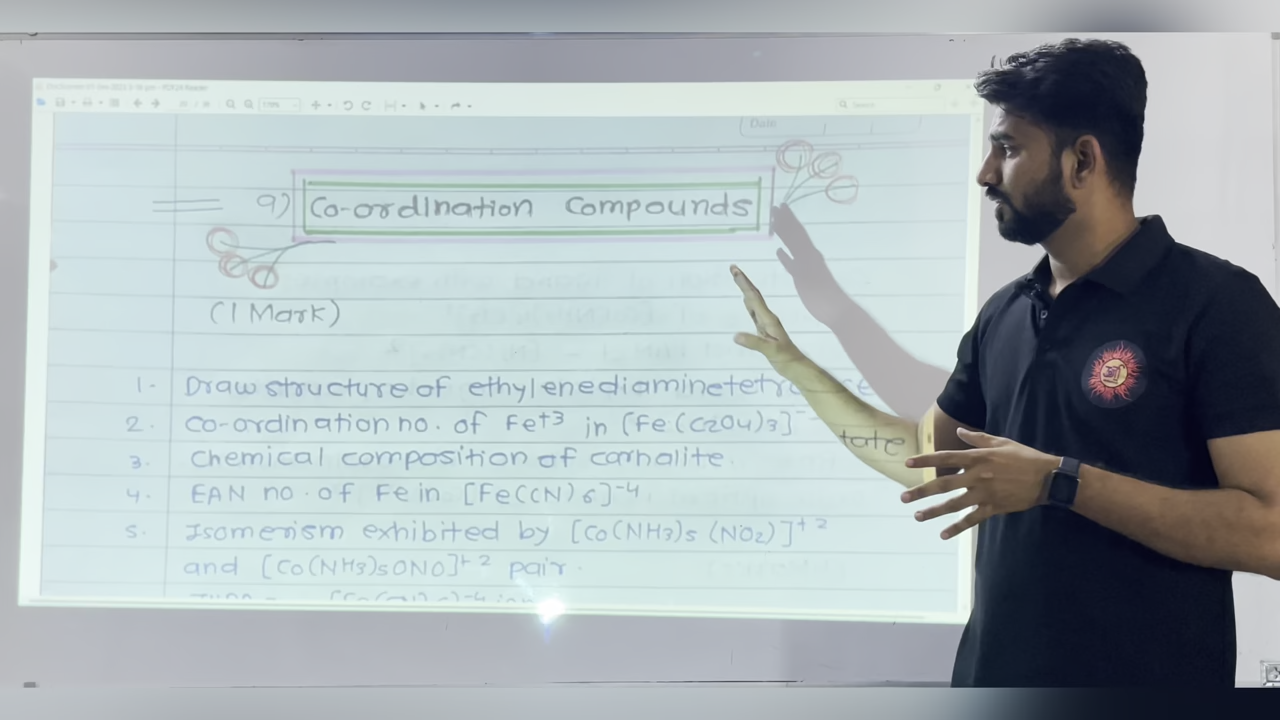 Date
9) Co-ordination Compounds
(1 Mark)
1. Draw structure of ethylenediaminetetra
tate
2. Co-ordination no. of Fe+3 in [Fe(C2O4)3]-
3. Chemical composition of carnalite.
4. EAN no. of Fe in [Fe(CN)6]-4
5. Isomerism exhibited by [Co(NH3)5 (NO2)]+2
and [Co(NH3)5ONO]+2 pair.